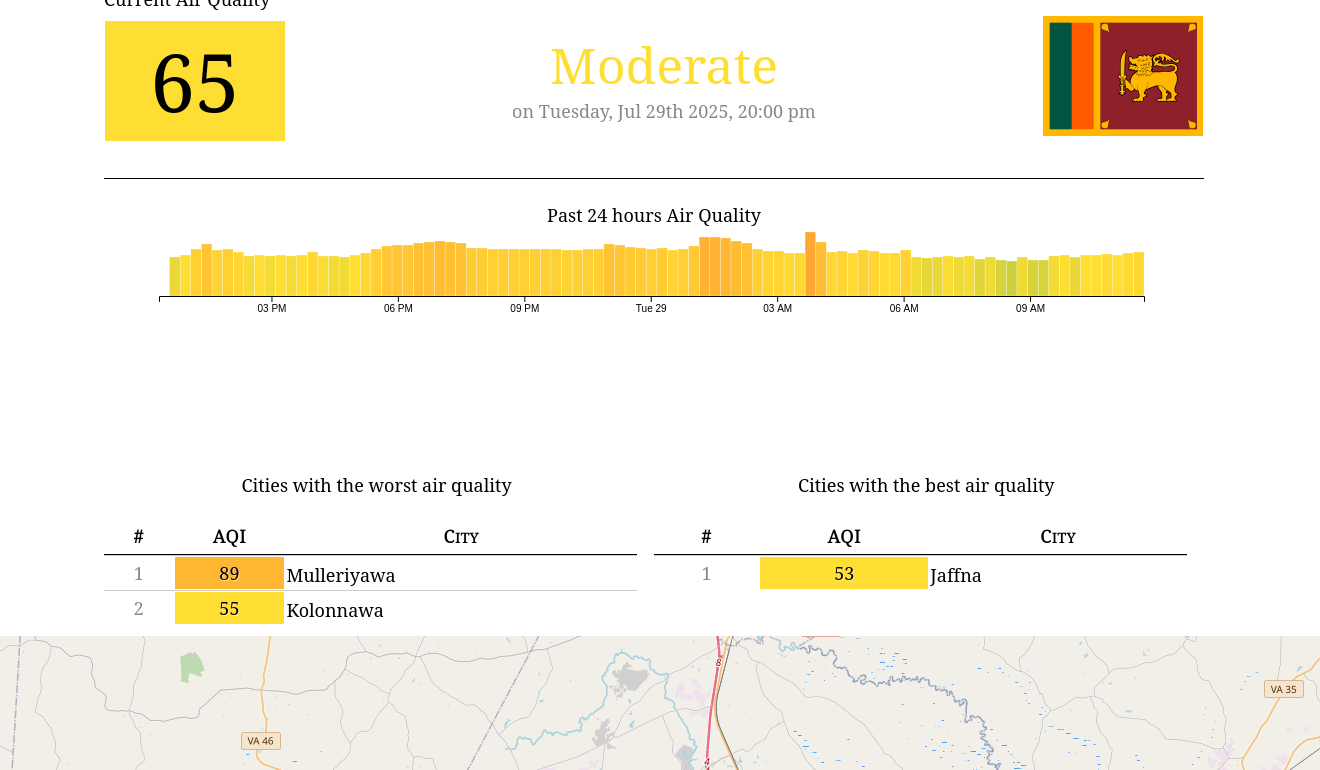 Current Air Quality
65
Moderate
on Tuesday, Jul 29th 2025, 20:00 pm
Past 24 hours Air Quality
03 PM 06 PM 09 PM Tue 29 03 AM 06 AM 09 AM
Cities with the worst air quality
# AQI City
1 89 Mulleriyawa
2 55 Kolonnawa
Cities with the best air quality
# AQI City
1 53 Jaffna
VA 35
VA 46